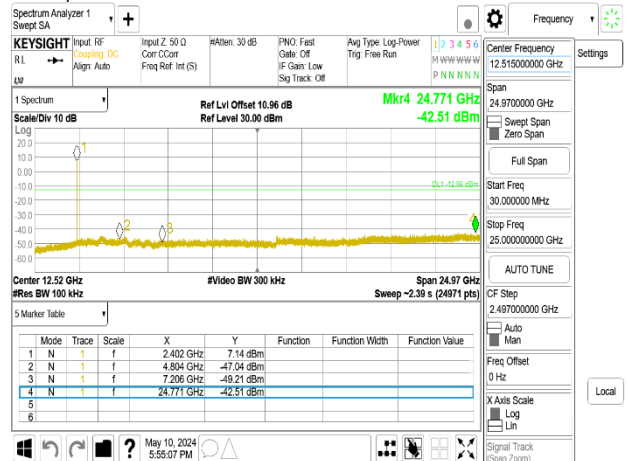 Spectrum Analyzer 1
Swept SA
+
Frequency
KEYSIGHT Input: RF Input Z: 50 Ω #Atten: 30 dB PNO: Fast Avg Type: Log-Power 1 2 3 4 5 6
RL Coupling: DC Corr CCorr Gate: Off Trig: Free Run M W W W W W
Align: Auto Freq Ref: Int (S) IF Gain: Low P N N N N N
Sig Track: Off
LXI
1 Spectrum
Ref Lvl Offset 10.96 dB Mkr4 24.771 GHz
Scale/Div 10 dB Ref Level 30.00 dBm -42.51 dBm
Log
20.0
10.0
0.00
-10.0
-20.0
-30.0
-40.0
-50.0
-60.0
1
2
3
4
DL1 -12.86 dBm
Center 12.52 GHz #Video BW 300 kHz Span 24.97 GHz
#Res BW 100 kHz Sweep ~2.39 s (24971 pts)
5 Marker Table
Mode Trace Scale X Y Function Function Width Function Value
1 N 1 f 2.402 GHz 7.14 dBm
2 N 1 f 4.804 GHz -47.04 dBm
3 N 1 f 7.206 GHz -49.21 dBm
4 N 1 f 24.771 GHz -42.51 dBm
5
6
?
May 10, 2024
5:55:07 PM
Center Frequency
12.515000000 GHz
Settings
Span
24.9700000 GHz
Swept Span
Zero Span
Full Span
Start Freq
30.000000 MHz
Stop Freq
25.000000000 GHz
AUTO TUNE
CF Step
2.497000000 GHz
Auto
Man
Freq Offset
0 Hz
X Axis Scale
Log
Lin
Local
Signal Track
(Span Zoom)